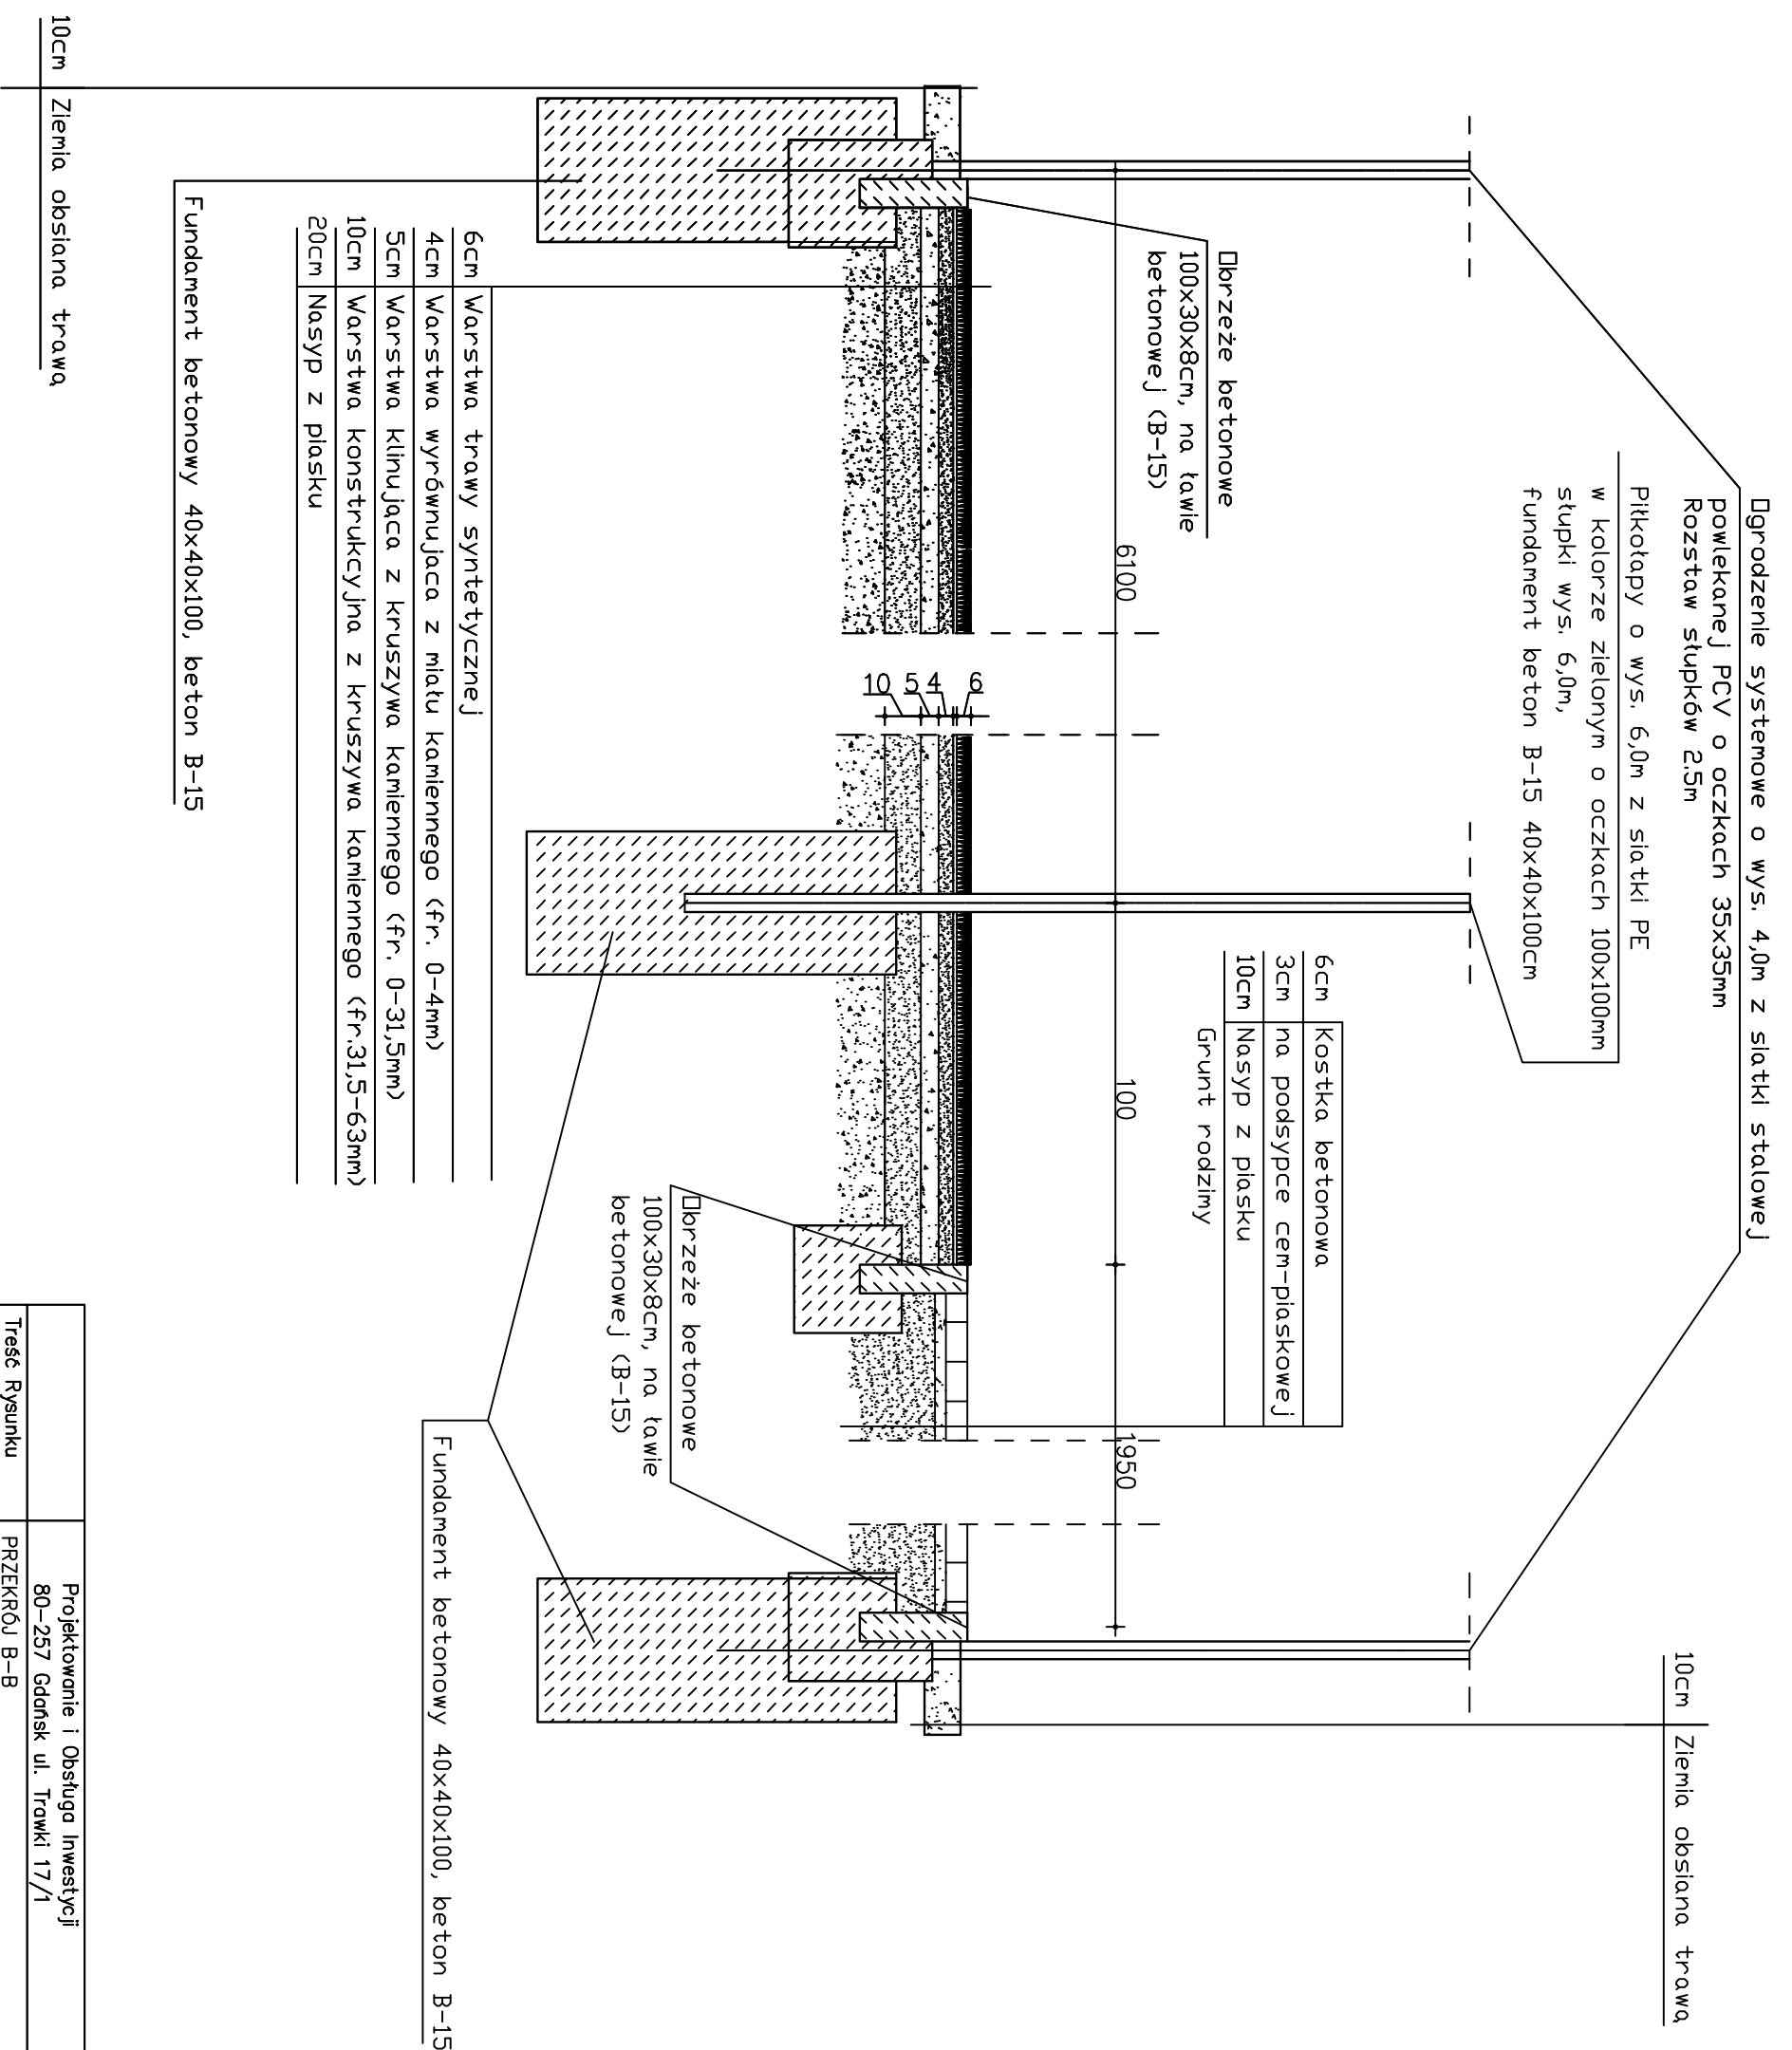 Ogrodzenie systemowe o wys. 4,0m z siatki stalowej
powlekanej PCV o oczkach 35x35mm
Rozstaw słupków 2.5m
Piłkołapy o wys. 6,0m z siatki PE
w kolorze zielonym o oczkach 100x100mm
słupki wys. 6,0m,
fundament beton B-15 40x40x100cm
10cm Ziemia obsiana trawą
Obrzeże betonowe
100x30x8cm, na ławie
betonowej (B-15)
6cm Kostka betonowa
3cm na podsypce cem-piaskowej
10cm Nasyp z piasku
Grunt rodzimy
6100
100
1950
10 5 4 6
Obrzeże betonowe
100x30x8cm, na ławie
betonowej (B-15)
6cm Warstwa trawy syntetycznej
4cm Warstwa wyrównujaca z miału kamiennego (fr. 0-4mm)
5cm Warstwa klinująca z kruszywa kamiennego (fr. 0-31,5mm)
10cm Warstwa konstrukcyjna z kruszywa kamiennego (fr.31,5-63mm)
20cm Nasyp z piasku
Fundament betonowy 40x40x100, beton B-15
Fundament betonowy 40x40x100, beton B-15
10cm Ziemia obsiana trawą
Projektowanie i Obsługa Inwestycji
80-257 Gdańsk ul. Trawki 17/1
Treść Rysunku
PRZEKRÓJ B-B